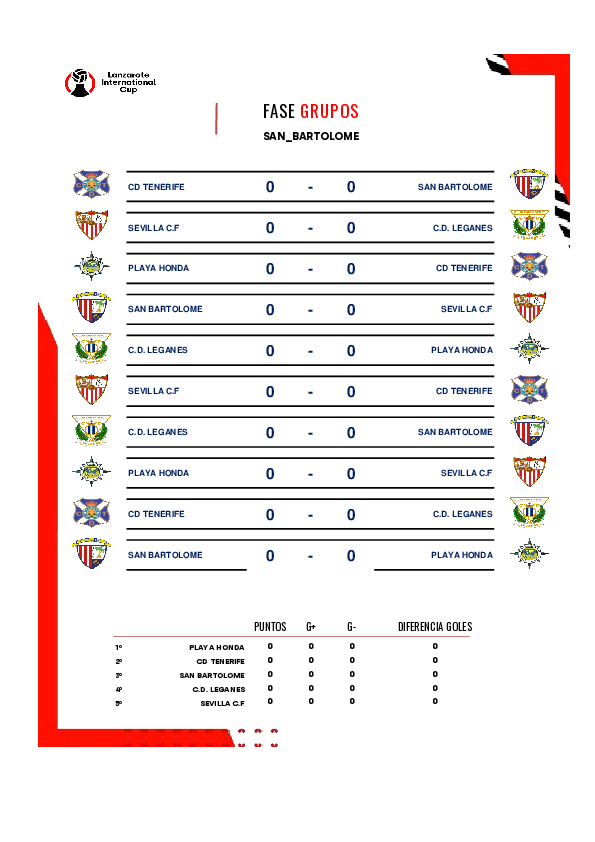 Lanzarote
International
Cup
FASE GRUPOS
SAN_BARTOLOME
CD TENERIFE 0 - 0 SAN BARTOLOME
SEVILLA C.F 0 - 0 C.D. LEGANES
PLAYA HONDA 0 - 0 CD TENERIFE
SAN BARTOLOME 0 - 0 SEVILLA C.F
C.D. LEGANES 0 - 0 PLAYA HONDA
SEVILLA C.F 0 - 0 CD TENERIFE
C.D. LEGANES 0 - 0 SAN BARTOLOME
PLAYA HONDA 0 - 0 SEVILLA C.F
CD TENERIFE 0 - 0 C.D. LEGANES
SAN BARTOLOME 0 - 0 PLAYA HONDA
PUNTOS G+ G- DIFERENCIA GOLES
1º PLAYA HONDA 0 0 0 0
2º CD TENERIFE 0 0 0 0
3º SAN BARTOLOME 0 0 0 0
4º C.D. LEGANES 0 0 0 0
5º SEVILLA C.F 0 0 0 0